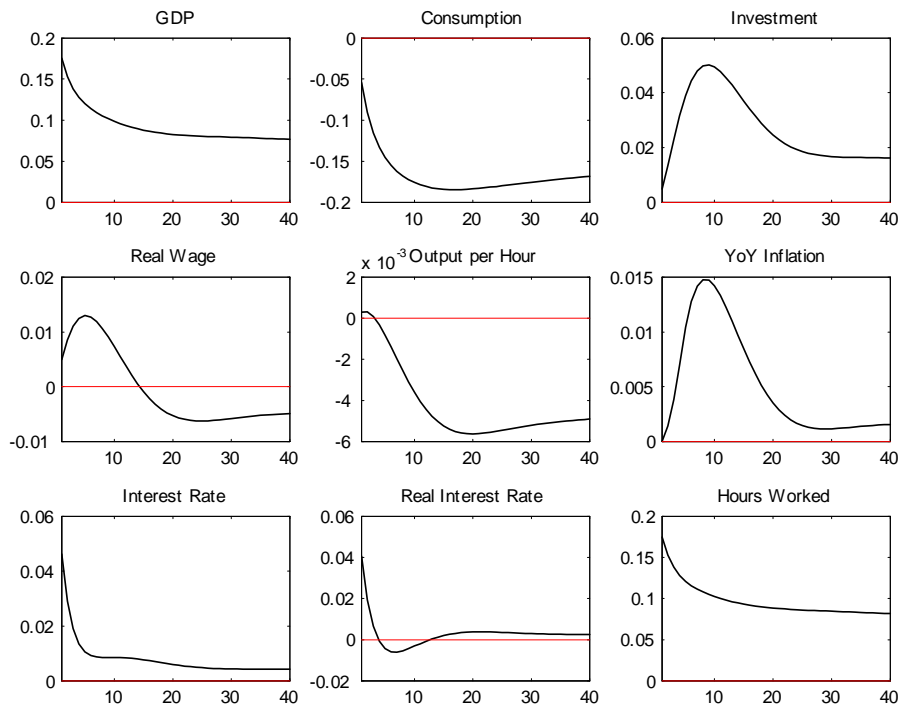 GDP
Consumption
Investment
0.2
0.15
0.1
0.05
0
10 20 30 40
0
-0.05
-0.1
-0.15
-0.2
10 20 30 40
0.06
0.04
0.02
0
10 20 30 40
Real Wage
0.02
0.01
0
-0.01
10 20 30 40
x 10-3 Output per Hour
2
0
-2
-4
-6
10 20 30 40
YoY Inflation
0.015
0.01
0.005
0
10 20 30 40
Interest Rate
0.06
0.04
0.02
0
10 20 30 40
Real Interest Rate
0.06
0.04
0.02
0
-0.02
10 20 30 40
Hours Worked
0.2
0.15
0.1
0.05
0
10 20 30 40